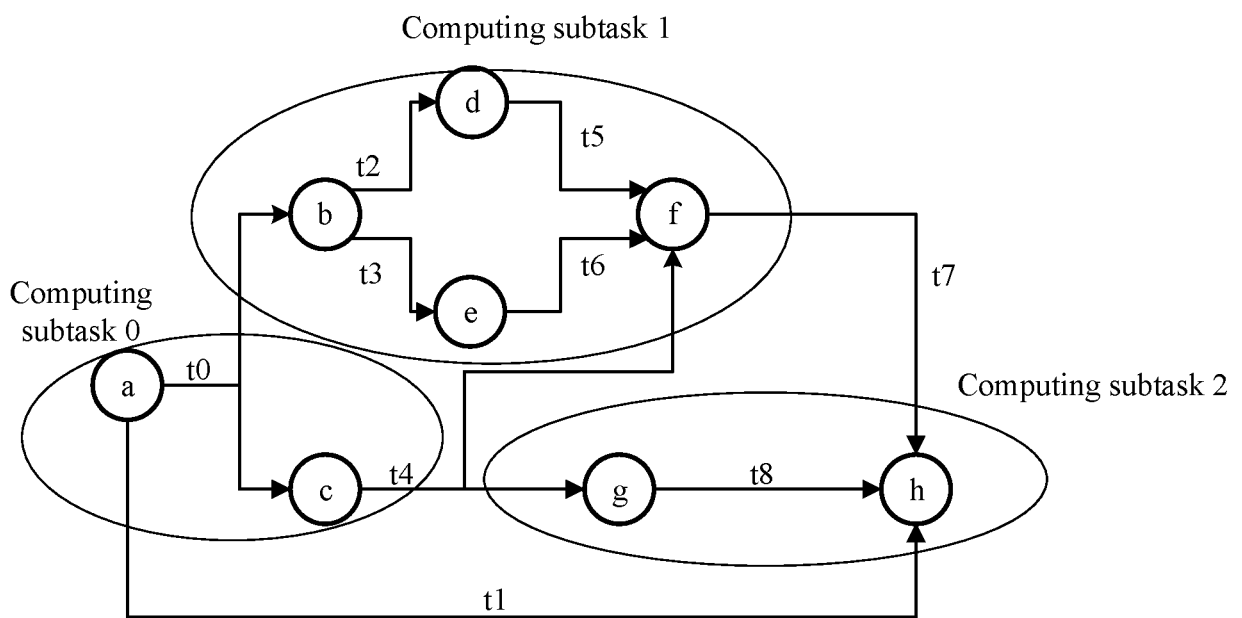 Computing subtask 1
d
t5
t2
b
f
t3
t6
e
t7
Computing
subtask 0
a
t0
Computing subtask 2
c
t4
g
t8
h
t1